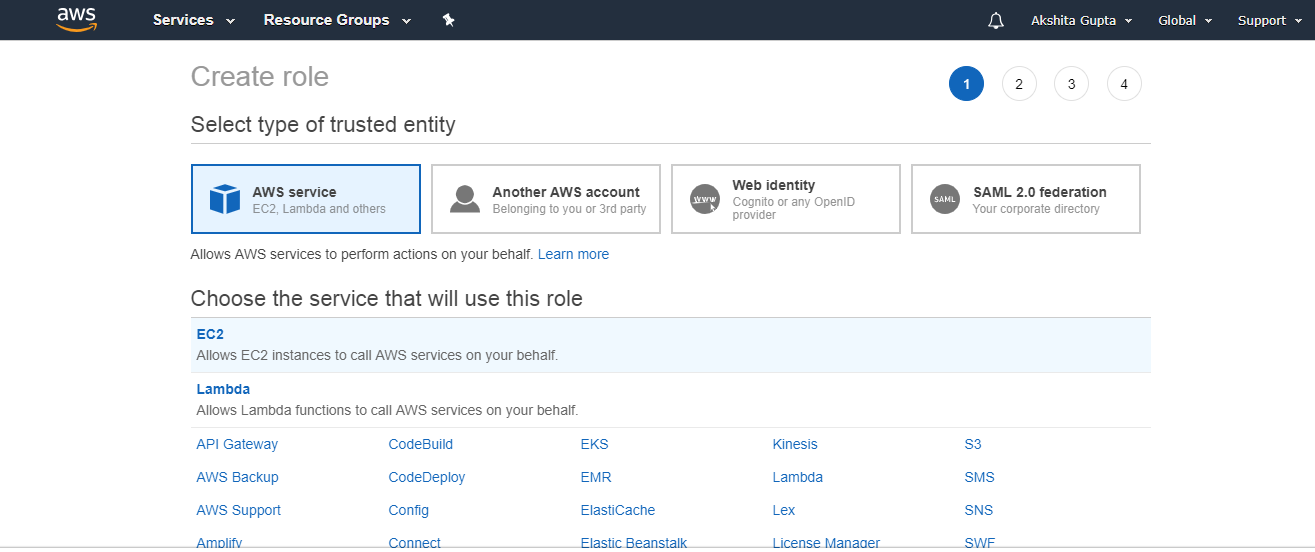 aws Services Resource Groups Akshita Gupta Global Support
Create role
1 2 3 4
Select type of trusted entity
AWS service
EC2, Lambda and others
Another AWS account
Belonging to you or 3rd party
www
Web identity
Cognito or any OpenID
provider
SAML
SAML 2.0 federation
Your corporate directory
Allows AWS services to perform actions on your behalf. Learn more
Choose the service that will use this role
EC2
Allows EC2 instances to call AWS services on your behalf.
Lambda
Allows Lambda functions to call AWS services on your behalf.
API Gateway CodeBuild EKS Kinesis S3
AWS Backup CodeDeploy EMR Lambda SMS
AWS Support Config ElastiCache Lex SNS
Amplify Connect Elastic Beanstalk License Manager SWF